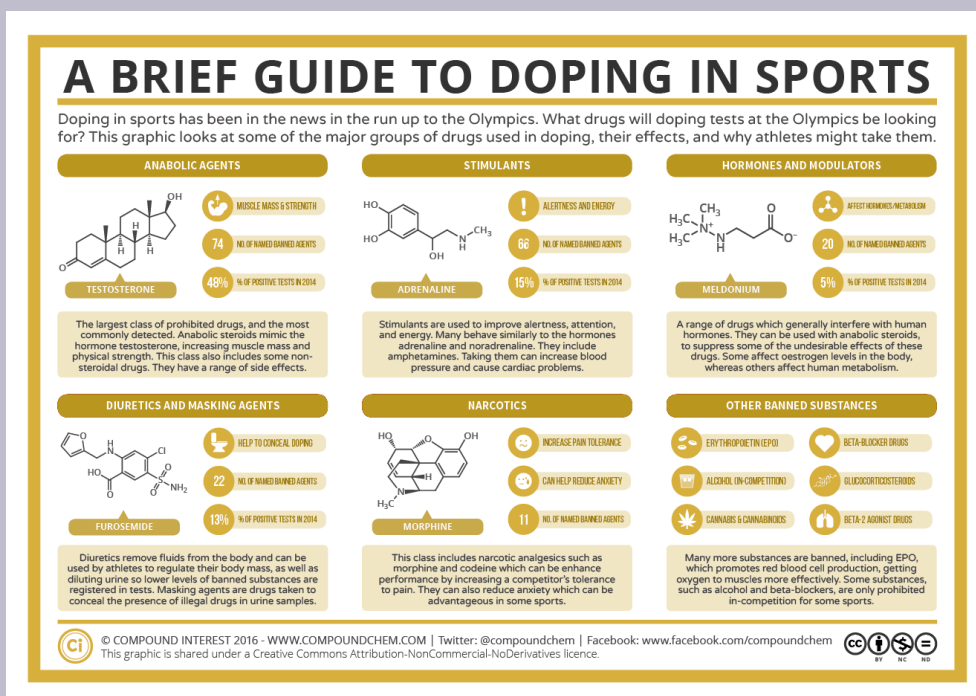 A BRIEF GUIDE TO DOPING IN SPORTS
Doping in sports has been in the news in the run up to the Olympics. What drugs will doping tests at the Olympics be looking
for? This graphic looks at some of the major groups of drugs used in doping, their effects, and why athletes might take them.
ANABOLIC AGENTS
OH
H
H
H
O
TESTOSTERONE
MUSCLE MASS & STRENGTH
74 NO. OF NAMED BANNED AGENTS
48% % OF POSITIVE TESTS IN 2014
The largest class of prohibited drugs, and the most
commonly detected. Anabolic steroids mimic the
hormone testosterone, increasing muscle mass and
physical strength. This class also includes some non-
steroidal drugs. They have a range of side effects.
STIMULANTS
HO
HO
OH
N
H
CH3
ADRENALINE
! ALERTNESS AND ENERGY
66 NO. OF NAMED BANNED AGENTS
15% % OF POSITIVE TESTS IN 2014
Stimulants are used to improve alertness, attention,
and energy. Many behave similarly to the hormones
adrenaline and noradrenaline. They include
amphetamines. Taking them can increase blood
pressure and cause cardiac problems.
HORMONES AND MODULATORS
CH3
H3C
N+
H3C
N
H
O
O-
MELDONIUM
AFFECT HORMONES/METABOLISM
20 NO. OF NAMED BANNED AGENTS
5% % OF POSITIVE TESTS IN 2014
A range of drugs which generally interfere with human
hormones. They can be used with anabolic steroids,
to suppress some of the undesirable effects of these
drugs. Some affect oestrogen levels in the body,
whereas others affect human metabolism.
DIURETICS AND MASKING AGENTS
O
H
N
Cl
HO
O
O
S
O
NH2
FUROSEMIDE
HELP TO CONCEAL DOPING
22 NO. OF NAMED BANNED AGENTS
13% % OF POSITIVE TESTS IN 2014
Diuretics remove fluids from the body and can be
used by athletes to regulate their body mass, as well as
diluting urine so lower levels of banned substances are
registered in tests. Masking agents are drugs taken to
conceal the presence of illegal drugs in urine samples.
NARCOTICS
HO
O
OH
H
N
H3C
MORPHINE
INCREASE PAIN TOLERANCE
CAN HELP REDUCE ANXIETY
11 NO. OF NAMED BANNED AGENTS
This class includes narcotic analgesics such as
morphine and codeine which can be enhance
performance by increasing a competitor's tolerance
to pain. They can also reduce anxiety which can be
advantageous in some sports.
OTHER BANNED SUBSTANCES
ERYTHROPOIETIN (EPO)
BETA-BLOCKER DRUGS
ALCOHOL (IN-COMPETITION)
GLUCOCORTICOSTEROIDS
CANNABIS & CANNABINOIDS
BETA-2 AGONIST DRUGS
Many more substances are banned, including EPO,
which promotes red blood cell production, getting
oxygen to muscles more effectively. Some substances,
such as alcohol and beta-blockers, are only prohibited
in-competition for some sports.
Ci
© COMPOUND INTEREST 2016 - WWW.COMPOUNDCHEM.COM | Twitter: @compoundchem | Facebook: www.facebook.com/compoundchem
This graphic is shared under a Creative Commons Attribution-NonCommercial-NoDerivatives licence.
cc
BY NC ND